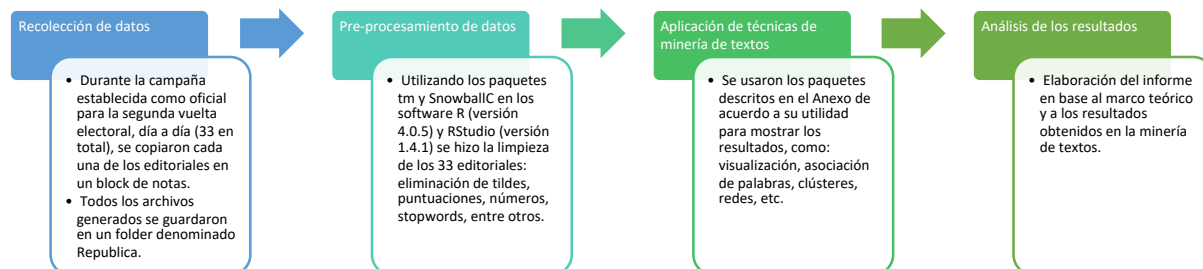 Recolección de datos
• Durante la campaña
establecida como oficial
para la segunda vuelta
electoral, día a día (33 en
total), se copiaron cada
una de los editoriales en
un block de notas.
• Todos los archivos
generados se guardaron
en un folder denominado
Republica.
Pre-procesamiento de datos
• Utilizando los paquetes
tm y SnowballC en los
software R (versión
4.0.5) y RStudio (versión
1.4.1) se hizo la limpieza
de los 33 editoriales:
eliminación de tildes,
puntuaciones, números,
stopwords, entre otros.
Aplicación de técnicas de
minería de textos
• Se usaron los paquetes
descritos en el Anexo de
acuerdo a su utilidad
para mostrar los
resultados, como:
visualización, asociación
de palabras, clústeres,
redes, etc.
Análisis de los resultados
• Elaboración del informe
en base al marco teórico
y a los resultados
obtenidos en la minería
de textos.